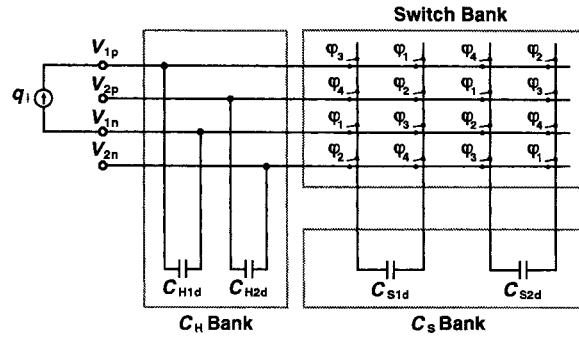 Switch Bank
V1p
φ3 φ1 φ4 φ2
qi
V2p
φ4 φ2 φ1 φ3
V1n
φ1 φ3 φ2 φ4
V2n
φ2 φ4 φ3 φ1
CH1d CH2d
CS1d CS2d
CH Bank
CS Bank